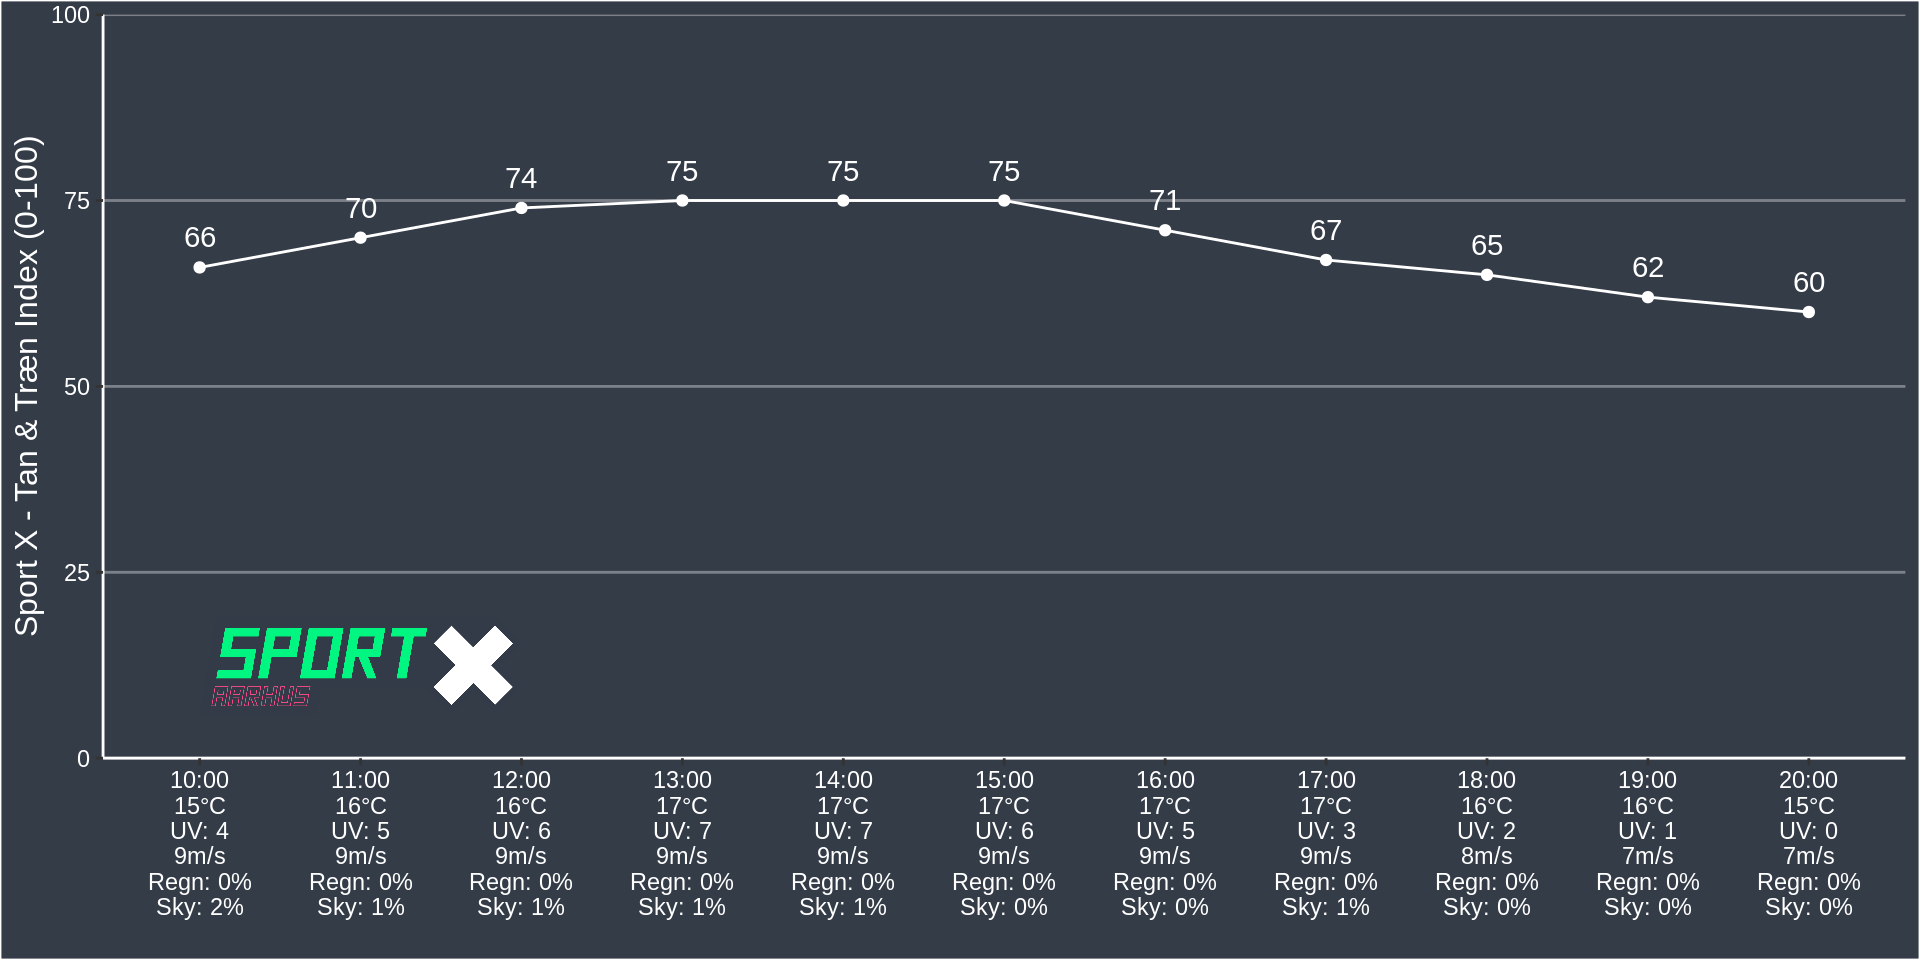 Sport X - Tan & Træn Index (0-100)
100
75
50
25
0
66
70
74
75
75
75
71
67
65
62
60
SPORT X
AARHUS
10:00 11:00 12:00 13:00 14:00 15:00 16:00 17:00 18:00 19:00 20:00
15°C 16°C 16°C 17°C 17°C 17°C 17°C 17°C 16°C 16°C 15°C
UV: 4 UV: 5 UV: 6 UV: 7 UV: 7 UV: 6 UV: 5 UV: 3 UV: 2 UV: 1 UV: 0
9m/s 9m/s 9m/s 9m/s 9m/s 9m/s 9m/s 9m/s 8m/s 7m/s 7m/s
Regn: 0% Regn: 0% Regn: 0% Regn: 0% Regn: 0% Regn: 0% Regn: 0% Regn: 0% Regn: 0% Regn: 0% Regn: 0%
Sky: 2% Sky: 1% Sky: 1% Sky: 1% Sky: 1% Sky: 0% Sky: 0% Sky: 1% Sky: 0% Sky: 0% Sky: 0%